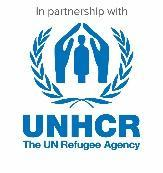 In partnership with
UNHCR
The UN Refugee Agency